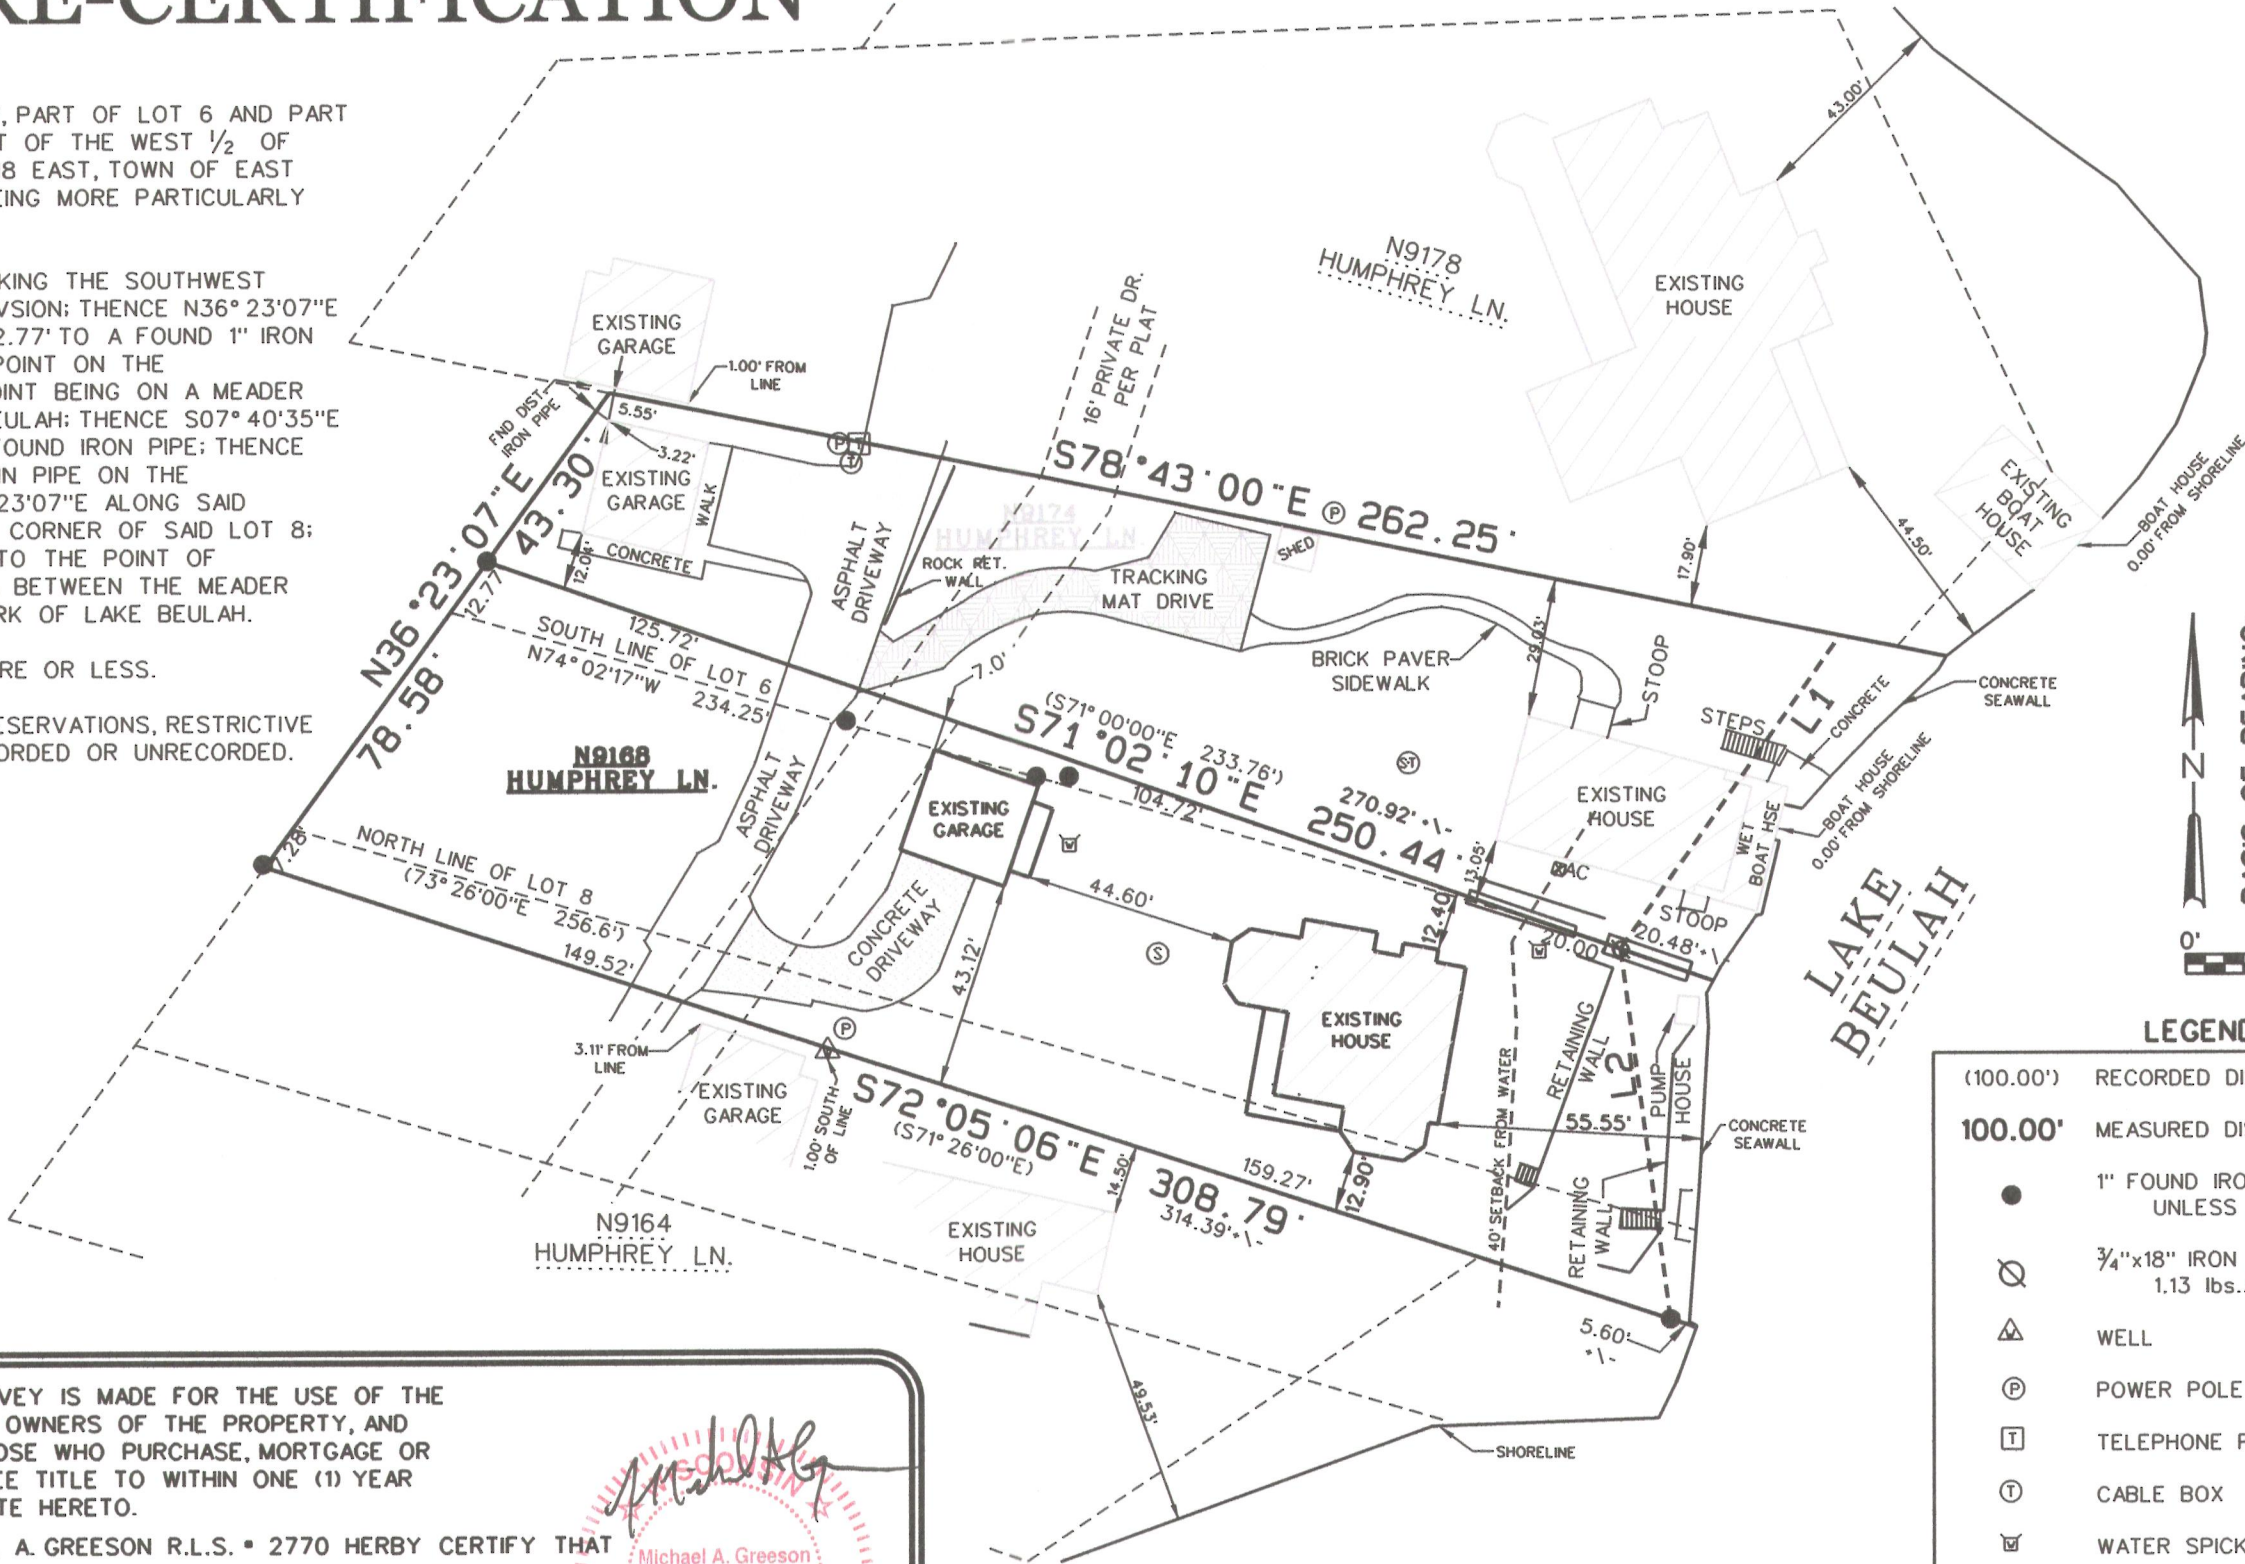 RE-CERTIFICATION
, PART OF LOT 6 AND PART
T OF THE WEST 1/2 OF
8 EAST, TOWN OF EAST
EING MORE PARTICULARLY
KING THE SOUTHWEST
VSION; THENCE N36°23'07"E
2.77' TO A FOUND 1" IRON
POINT ON THE
OINT BEING ON A MEADER
EULAH; THENCE S07°40'35"E
FOUND IRON PIPE; THENCE
IN PIPE ON THE
23'07"E ALONG SAID
CORNER OF SAID LOT 8;
TO THE POINT OF
BETWEEN THE MEADER
RK OF LAKE BEULAH.
RE OR LESS.
ESERVATIONS, RESTRICTIVE
ORDED OR UNRECORDED.
43.00'
N9178
HUMPHREY LN.
EXISTING
HOUSE
EXISTING
GARAGE
1.00' FROM
LINE
16' PRIVATE DR.
PER PLAT
FND DIST.
IRON PIPE
5.55'
3.22'
EXISTING
GARAGE
WALK
CONCRETE
12.04'
P
T
T
ASPHALT
DRIVEWAY
N9174
HUMPHREY LN.
S78°43'00"E P 262.25'
ROCK RET.
WALL
SHED
TRACKING
MAT DRIVE
17.90'
44.50'
EXISTING
BOAT
HOUSE
BOAT HOUSE
0.00' FROM SHORELINE
N36°23'07"E
43.30'
78.58'
12.77'
125.72'
SOUTH LINE OF LOT 6
N74°02'17"W 234.25'
7.0'
BRICK PAVER
SIDEWALK
29.03'
STOOP
STEPS
L1
CONCRETE
CONCRETE
SEAWALL
(S71°00'00"E 233.76')
S71°02'10"E 250.44'
104.72'
270.92'+\-
ST
N9168
HUMPHREY LN.
ASPHALT
DRIVEWAY
EXISTING
GARAGE
EXISTING
HOUSE
WET
BOAT HSE
BOAT HOUSE
0.00' FROM SHORELINE
AC
13.05'
STOOP
20.48'+\-
20.00'
12.40'
LAKE
BEULAH
N
0'
7.28'
NORTH LINE OF LOT 8
(73°26'00"E 256.6')
149.52'
CONCRETE
DRIVEWAY
44.60'
43.12'
S
EXISTING
HOUSE
RETAINING
WALL
L2
PUMP
HOUSE
40' SETBACK FROM WATER
55.55'
CONCRETE
SEAWALL
3.11' FROM
LINE
P
EXISTING
GARAGE
1.00' SOUTH
OF LINE
S72°05'06"E 308.79'
(S71°26'00"E)
159.27'
314.39'+\-
14.50'
12.90'
RETAINING
WALL
N9164
HUMPHREY LN.
EXISTING
HOUSE
5.60'
+\-
49.53'
SHORELINE
LEGEND
(100.00') RECORDED DI
100.00' MEASURED DI
1" FOUND IRO
UNLESS
3/4"x18" IRON
1.13 lbs.
WELL
P POWER POLE
T TELEPHONE P
T CABLE BOX
W WATER SPICK
VEY IS MADE FOR THE USE OF THE
OWNERS OF THE PROPERTY, AND
OSE WHO PURCHASE, MORTGAGE OR
EE TITLE TO WITHIN ONE (1) YEAR
TE HERETO.
A. GREESON R.L.S. • 2770 HERBY CERTIFY THAT
WISCONSIN
Michael A. Greeson